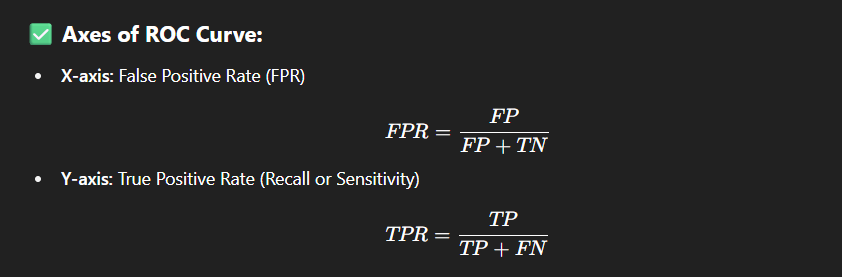 ✅ Axes of ROC Curve:
• X-axis: False Positive Rate (FPR)
FPR = FP / (FP + TN)
• Y-axis: True Positive Rate (Recall or Sensitivity)
TPR = TP / (TP + FN)